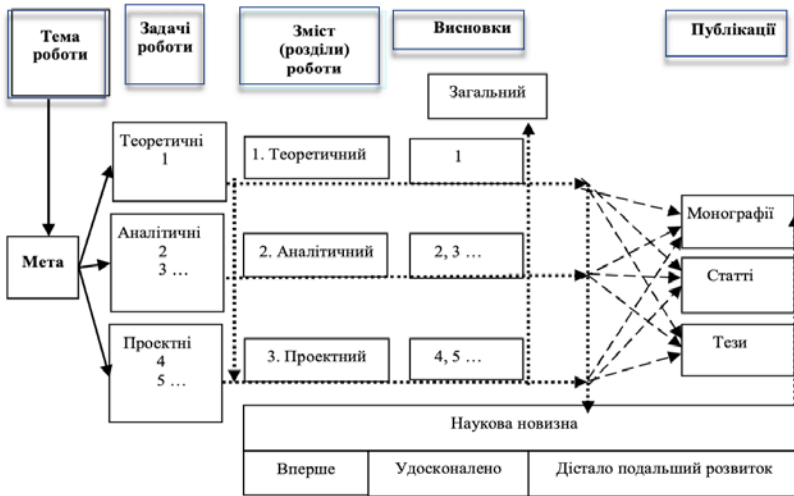 Тема
роботи
Задачі
роботи
Зміст
(розділи)
роботи
Висновки
Публікації
Загальний
Теоретичні
1
1. Теоретичний
1
Монографії
Аналітичні
2
3 ...
Мета
2. Аналітичний
2, 3 ...
Статті
Проектні
4
5 ...
3. Проектний
4, 5 ...
Тези
Наукова новизна
Вперше
Удосконалено
Дістало подальший розвиток